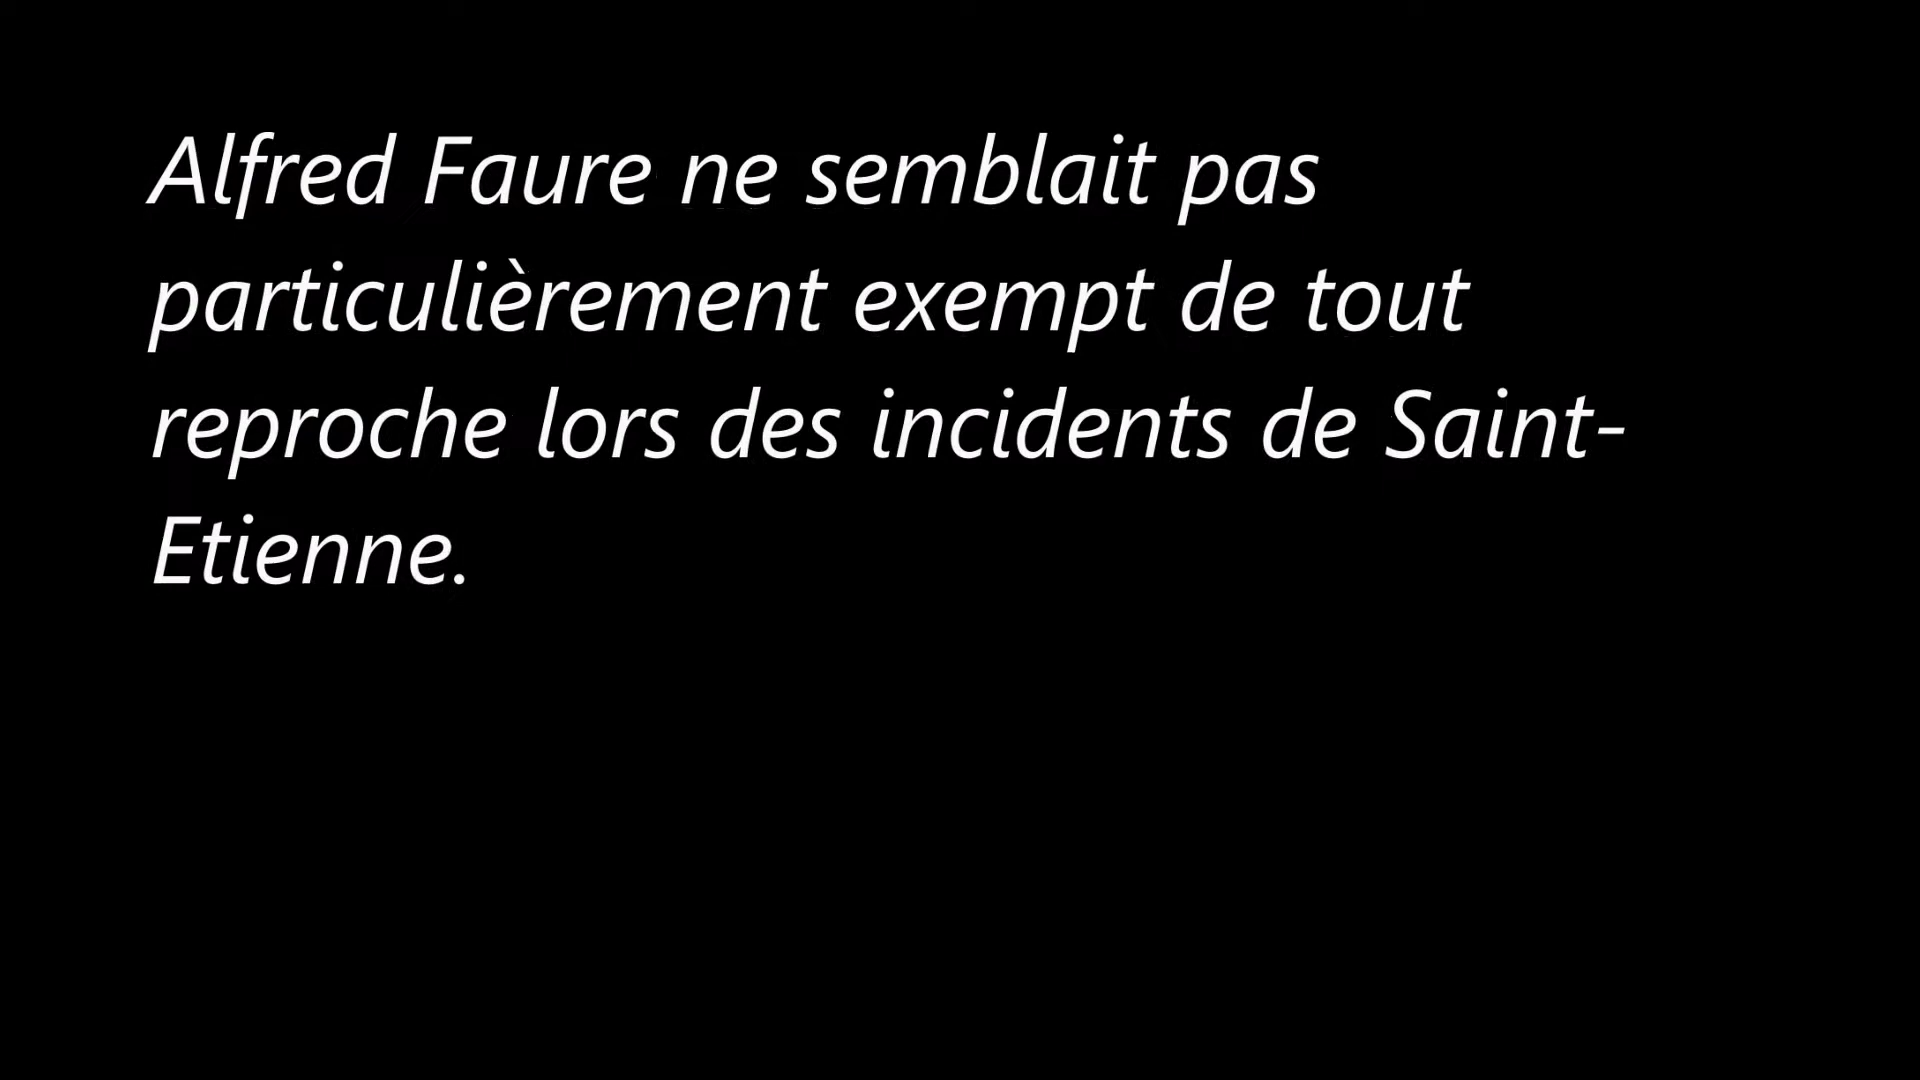 Alfred Faure ne semblait pas
particulièrement exempt de tout
reproche lors des incidents de Saint-
Etienne.